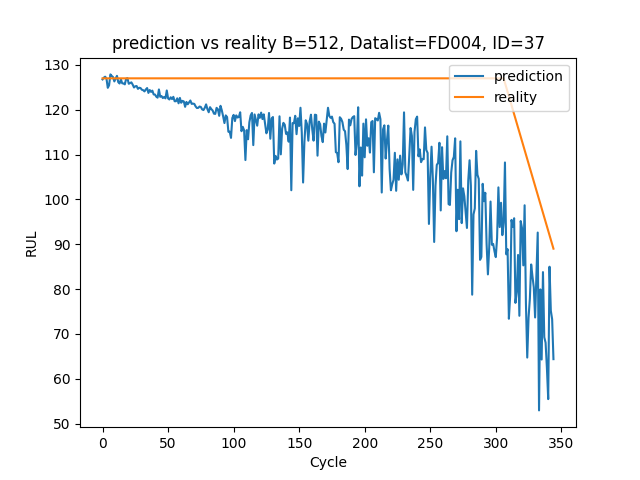 prediction vs reality B=512, Datalist=FD004, ID=37
prediction
reality
RUL
130
120
110
100
90
80
70
60
50
0 50 100 150 200 250 300 350
Cycle